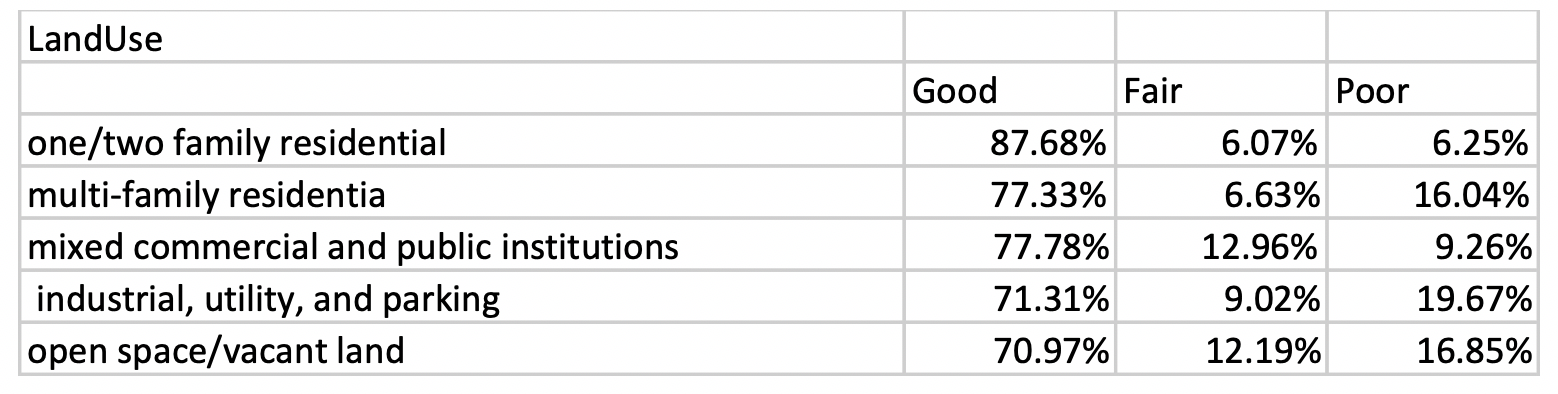 LandUse
Good Fair Poor
one/two family residential 87.68% 6.07% 6.25%
multi-family residentia 77.33% 6.63% 16.04%
mixed commercial and public institutions 77.78% 12.96% 9.26%
industrial, utility, and parking 71.31% 9.02% 19.67%
open space/vacant land 70.97% 12.19% 16.85%